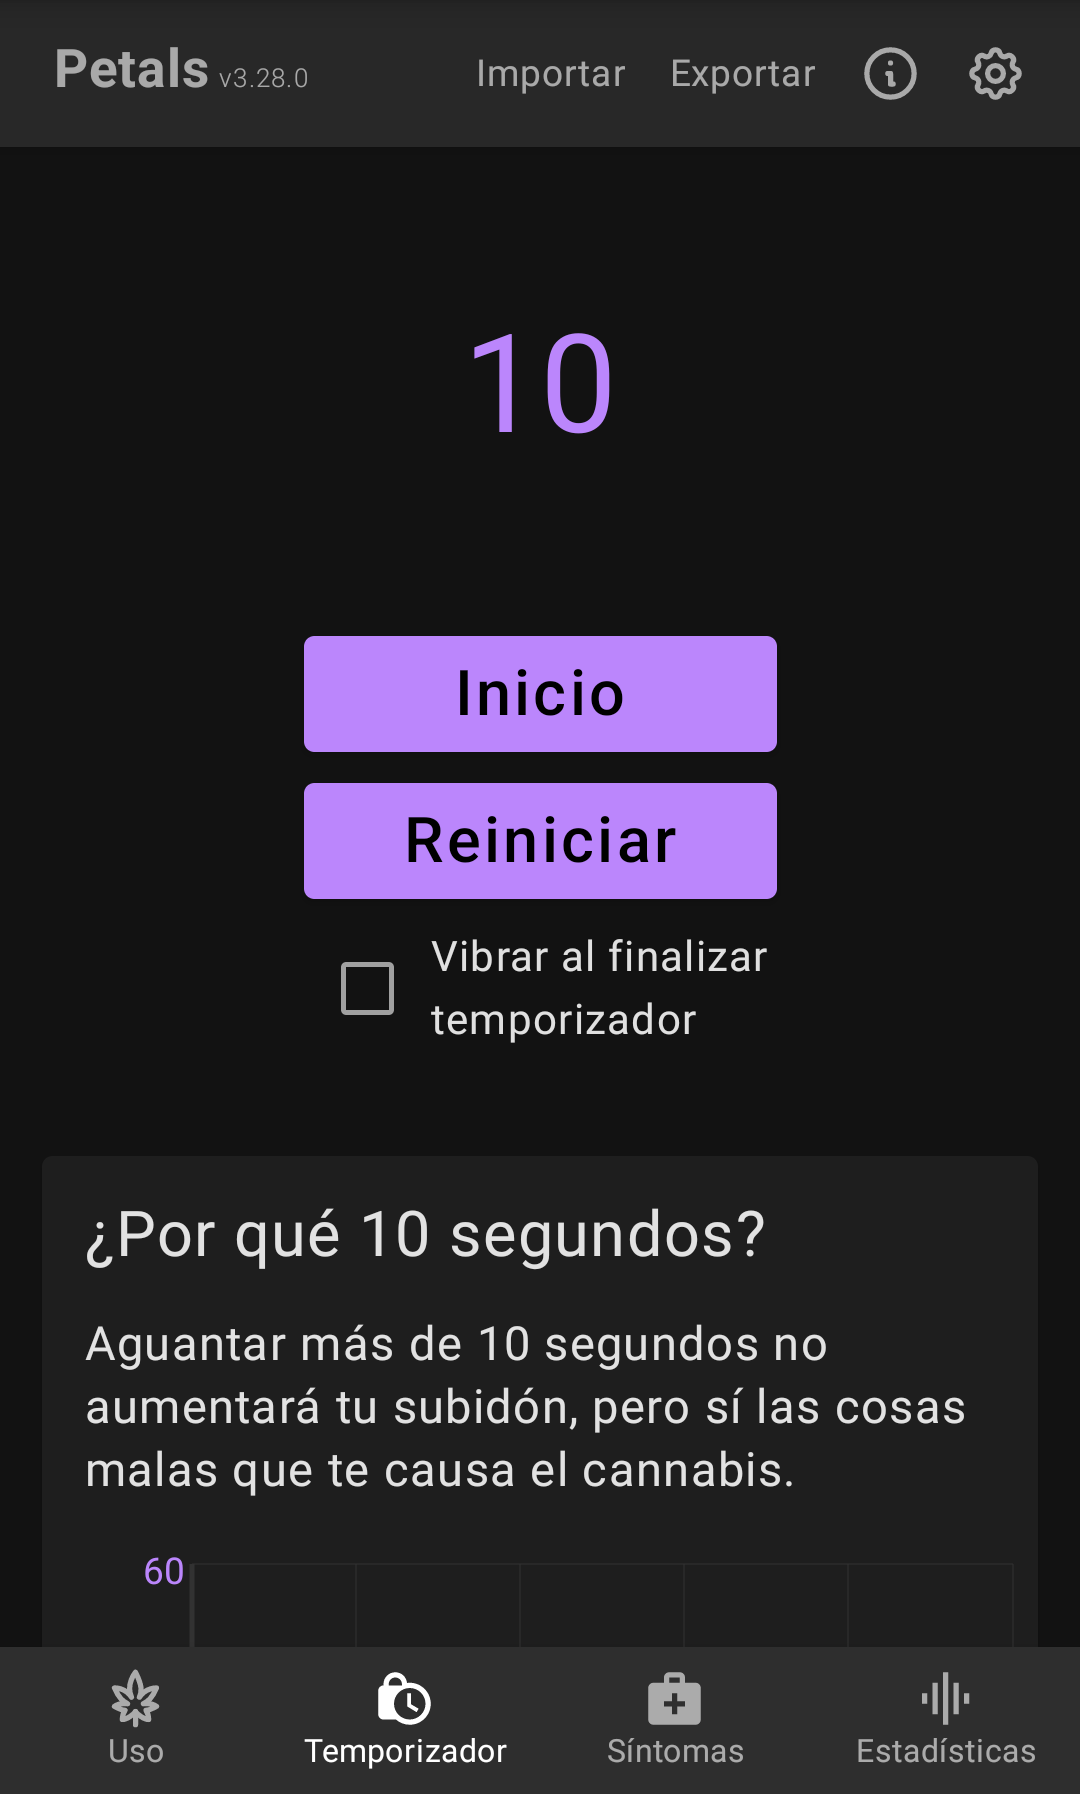 Petals v3.28.0 Importar Exportar
10
Inicio
Reiniciar
Vibrar al finalizar
temporizador
¿Por qué 10 segundos?
Aguantar más de 10 segundos no
aumentará tu subidón, pero sí las cosas
malas que te causa el cannabis.
60
Uso Temporizador Síntomas Estadísticas